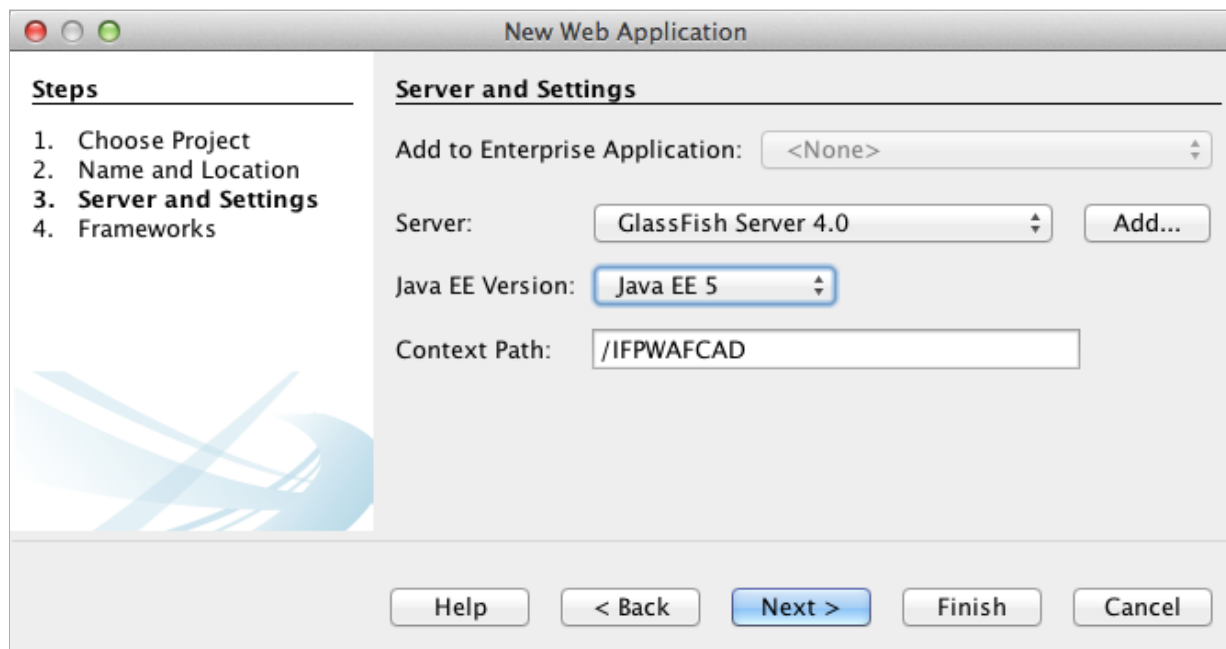 New Web Application
Steps
1. Choose Project
2. Name and Location
3. Server and Settings
4. Frameworks
Server and Settings
Add to Enterprise Application: <None>
Server: GlassFish Server 4.0 Add...
Java EE Version: Java EE 5
Context Path: /IFPWAFCAD
Help < Back Next > Finish Cancel